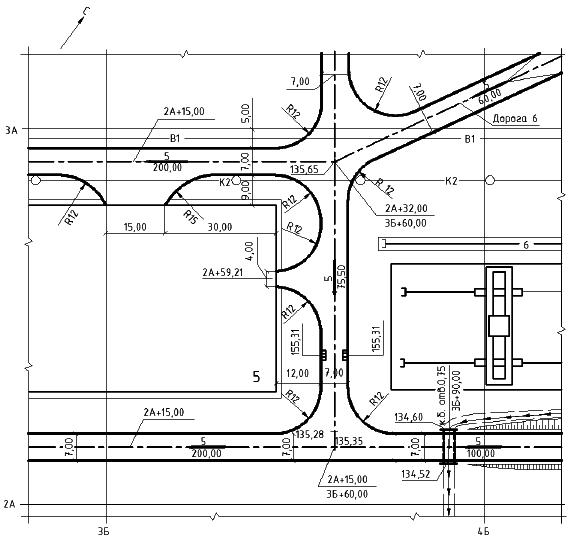 С
7,00
R12
R12
7,00
5
60,00
2А+15,00
5,00
Дорога 6
3А
В1
В1
5
200,00
7,00
135,65
К2
R 12
К2
9,00
R12
R15
R12
2А+32,00
3Б+60,00
15,00
30,00
4,00
2А+59,21
5
75,50
6
R12
155,31
155,31
5
12,00
7,00
ж.б. отв.0,75
3Б+90,00
R12
R12
134,60
2А+15,00
135,28
135,35
7,00
5
200,00
7,00
7,00
5
100,00
134,52
2А+15,00
3Б+60,00
2А
3Б
4Б